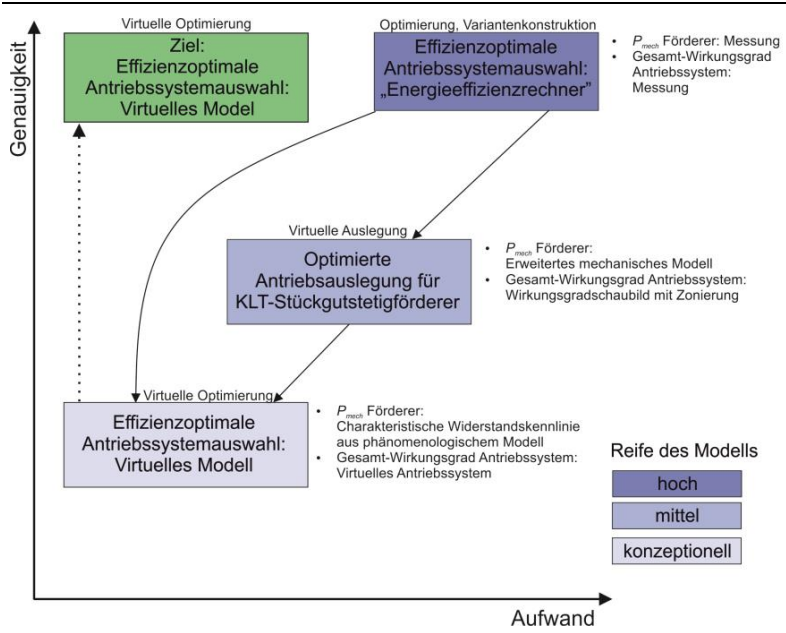 Virtuelle Optimierung
Ziel:
Effizienzoptimale
Antriebssystemauswahl:
Virtuelles Model
Optimierung, Variantenkonstruktion
Effizienzoptimale
Antriebssystemauswahl:
„Energieeffizienzrechner"
• Pmech Förderer: Messung
• Gesamt-Wirkungsgrad
Antriebssystem:
Messung
Genauigkeit
Virtuelle Auslegung
Optimierte
Antriebsauslegung für
KLT-Stückgutstetigförderer
• Pmech Förderer:
Erweitertes mechanisches Modell
• Gesamt-Wirkungsgrad Antriebssystem:
Wirkungsgradschaubild mit Zonierung
Virtuelle Optimierung
Effizienzoptimale
Antriebssystemauswahl:
Virtuelles Modell
• Pmech Förderer:
Charakteristische Widerstandskennlinie
aus phänomenologischem Modell
• Gesamt-Wirkungsgrad Antriebssystem:
Virtuelles Antriebssystem
Reife des Modells
hoch
mittel
konzeptionell
Aufwand